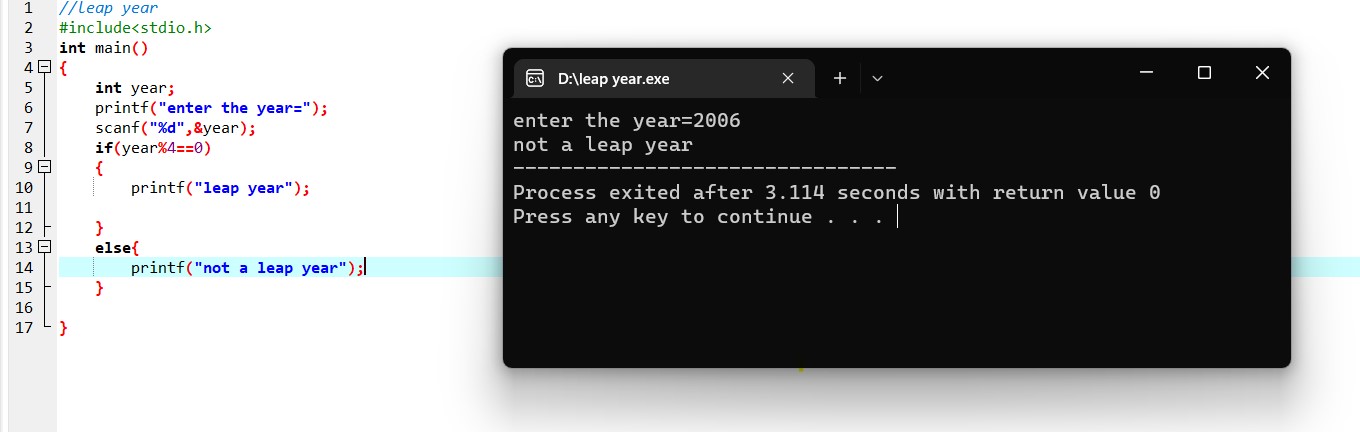 1 //leap year
2 #include<stdio.h>
3 int main()
4 {
5 int year;
6 printf("enter the year=");
7 scanf("%d",&year);
8 if(year%4==0)
9 {
10 printf("leap year");
11
12 }
13 else{
14 printf("not a leap year");
15 }
16
17 }
D:\leap year.exe
enter the year=2006
not a leap year
--------------------------------
Process exited after 3.114 seconds with return value 0
Press any key to continue . . .